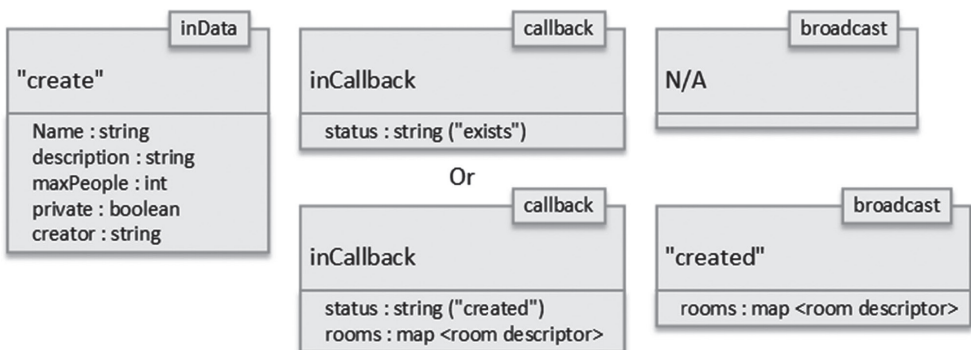 inData
"create"
Name : string
description : string
maxPeople : int
private : boolean
creator : string
callback
inCallback
status : string ("exists")
broadcast
N/A
Or
callback
inCallback
status : string ("created")
rooms : map <room descriptor>
broadcast
"created"
rooms : map <room descriptor>